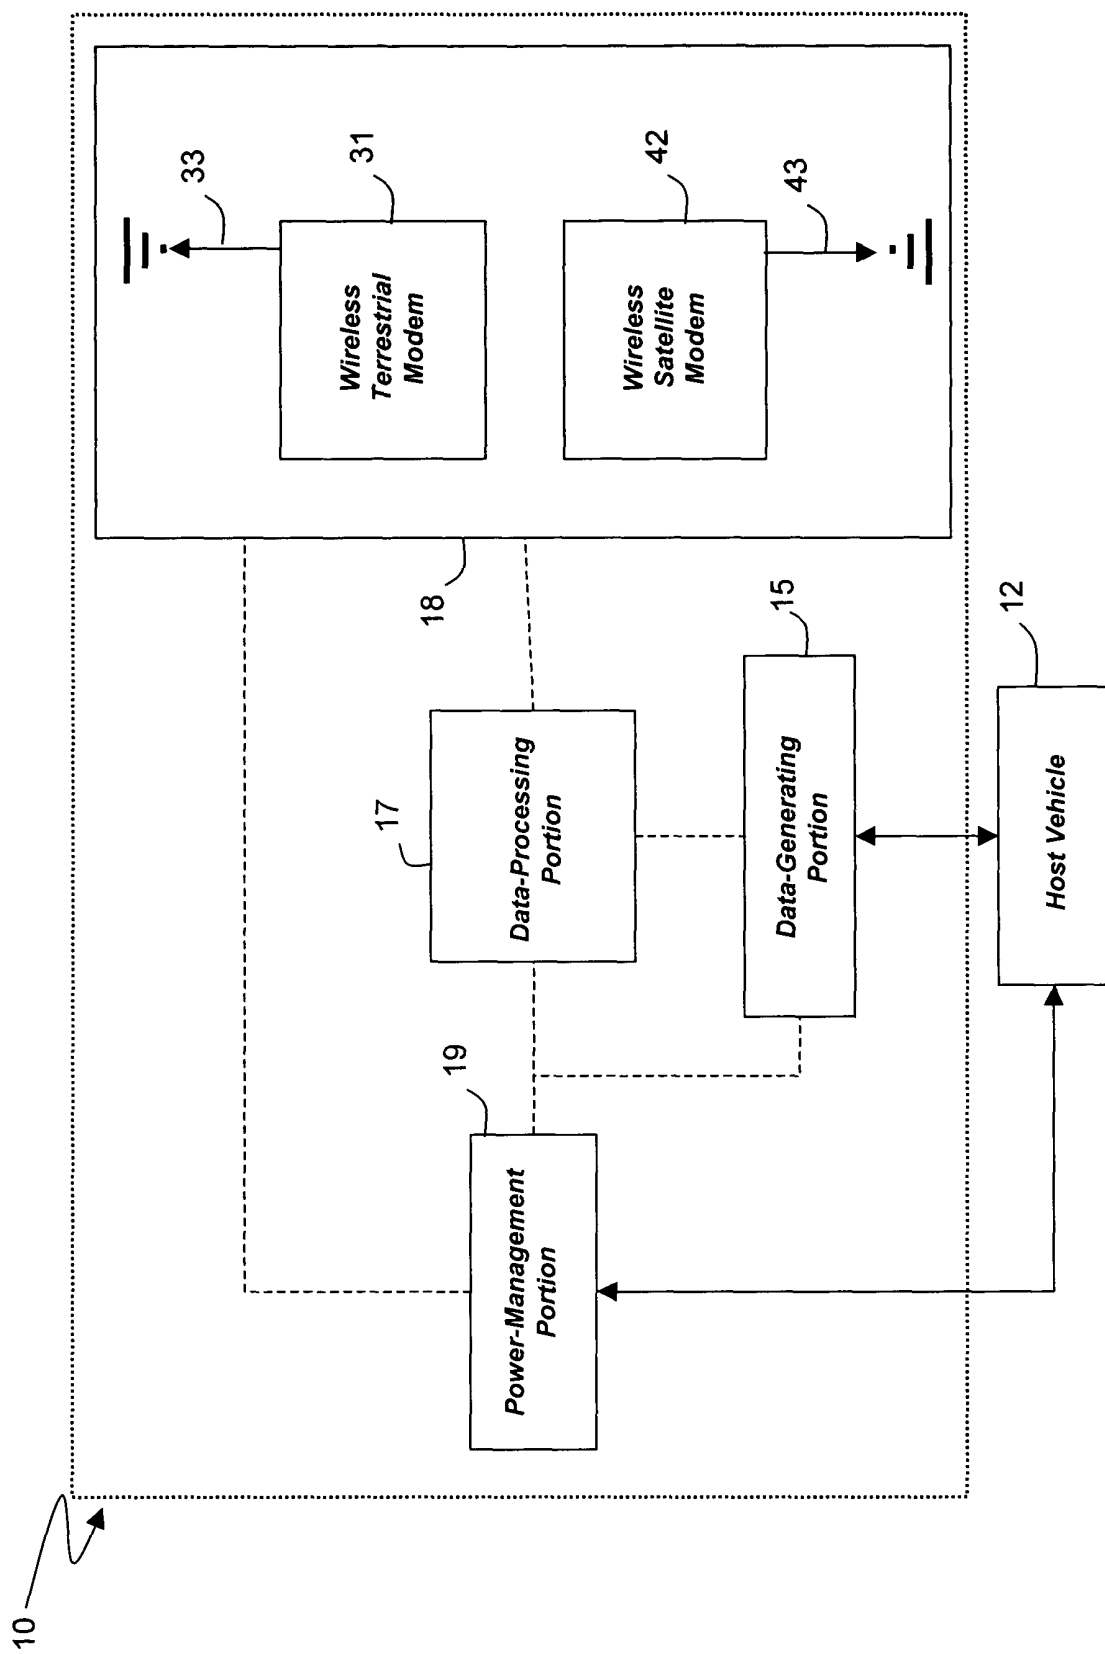 10
33
31
Wireless
Terrestrial
Modem
42
Wireless
Satellite
Modem
43
18
17
Data-Processing
Portion
15
Data-Generating
Portion
12
Host Vehicle
19
Power-Management
Portion